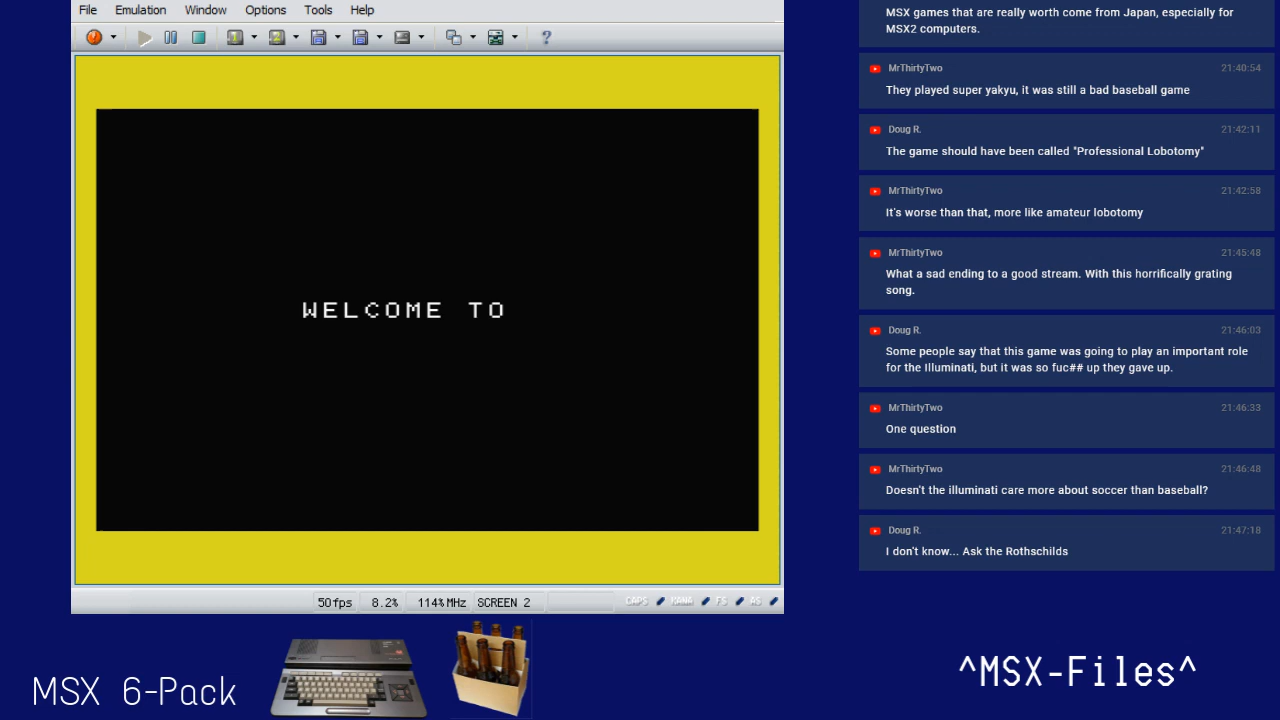 File Emulation Window Options Tools Help
WELCOME TO
50fps 8.2% 114%MHz SCREEN 2 CAPS KANA FS AS
MSX 6-Pack
MSX games that are really worth come from Japan, especially for
MSX2 computers.
MrThirtyTwo 21:40:54
They played super yakyu, it was still a bad baseball game
Doug R. 21:42:11
The game should have been called "Professional Lobotomy"
MrThirtyTwo 21:42:58
It's worse than that, more like amateur lobotomy
MrThirtyTwo 21:45:48
What a sad ending to a good stream. With this horrifically grating
song.
Doug R. 21:46:03
Some people say that this game was going to play an important role
for the Illuminati, but it was so fuc## up they gave up.
MrThirtyTwo 21:46:33
One question
MrThirtyTwo 21:46:48
Doesn't the illuminati care more about soccer than baseball?
Doug R. 21:47:18
I don't know... Ask the Rothschilds
^MSX-Files^